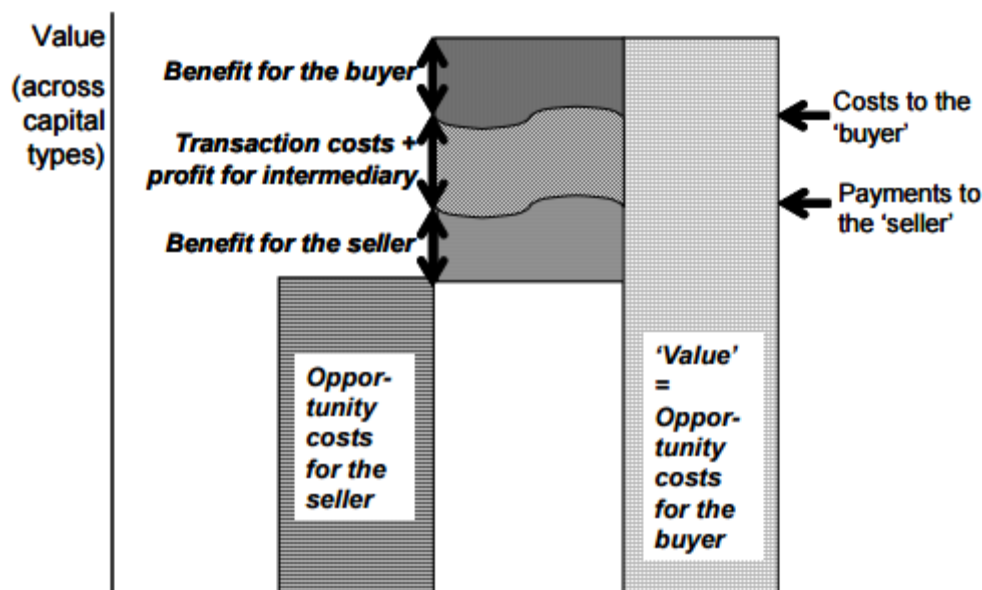 Value
(across
capital
types)
Benefit for the buyer
Transaction costs +
profit for intermediary
Benefit for the seller
Costs to the
‘buyer’
Payments to
the ‘seller’
Oppor-
tunity
costs
for the
seller
‘Value’
=
Oppor-
tunity
costs
for the
buyer